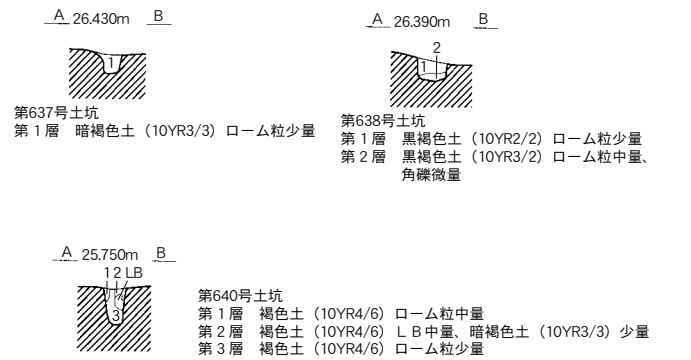 A 26.430m B
1
第637号土坑
第１層　暗褐色土（10YR3/3）ローム粒少量
A 26.390m B
2
1
第638号土坑
第１層　黒褐色土（10YR2/2）ローム粒少量
第２層　黒褐色土（10YR3/2）ローム粒中量、
角礫微量
A 25.750m B
1 2 LB
3
第640号土坑
第１層　褐色土（10YR4/6）ローム粒中量
第２層　褐色土（10YR4/6）ＬＢ中量、暗褐色土（10YR3/3）少量
第３層　褐色土（10YR4/6）ローム粒少量